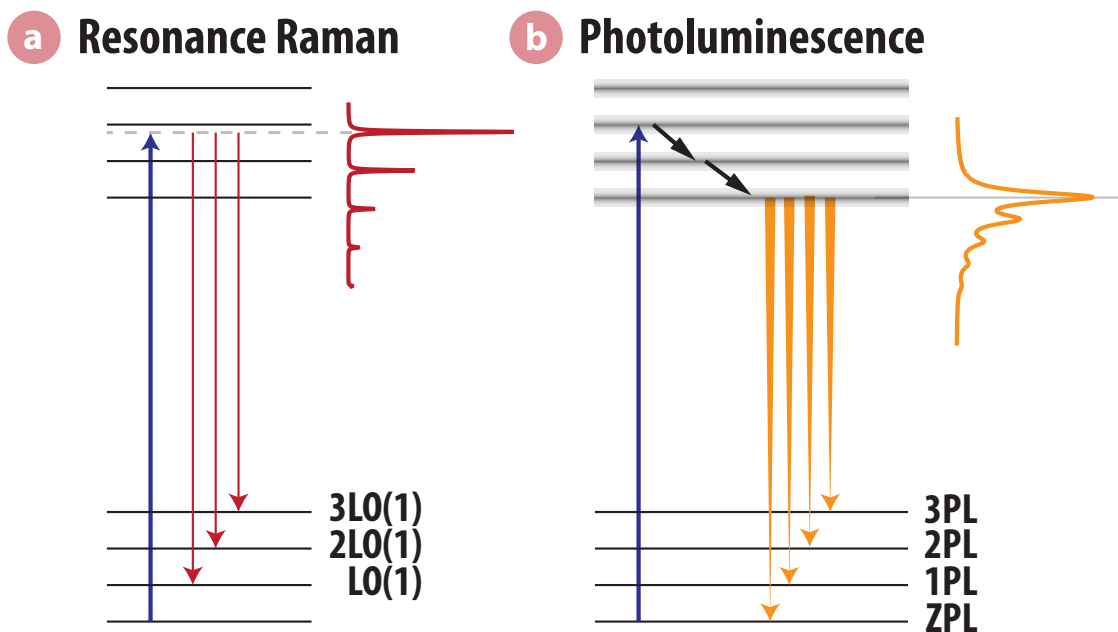 a Resonance Raman
b Photoluminescence
3LO(1)
2LO(1)
LO(1)
3PL
2PL
1PL
ZPL